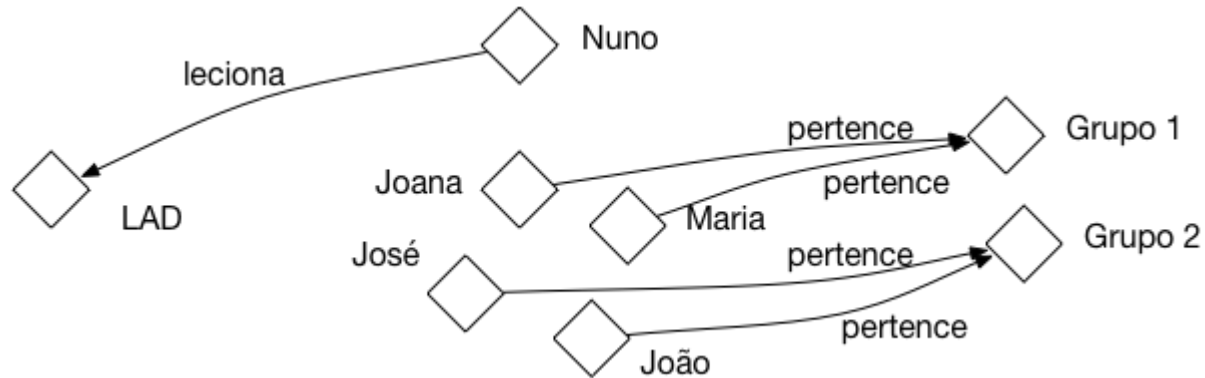 Nuno
leciona
pertence
Grupo 1
Joana
pertence
LAD
Maria
Grupo 2
José
pertence
pertence
João